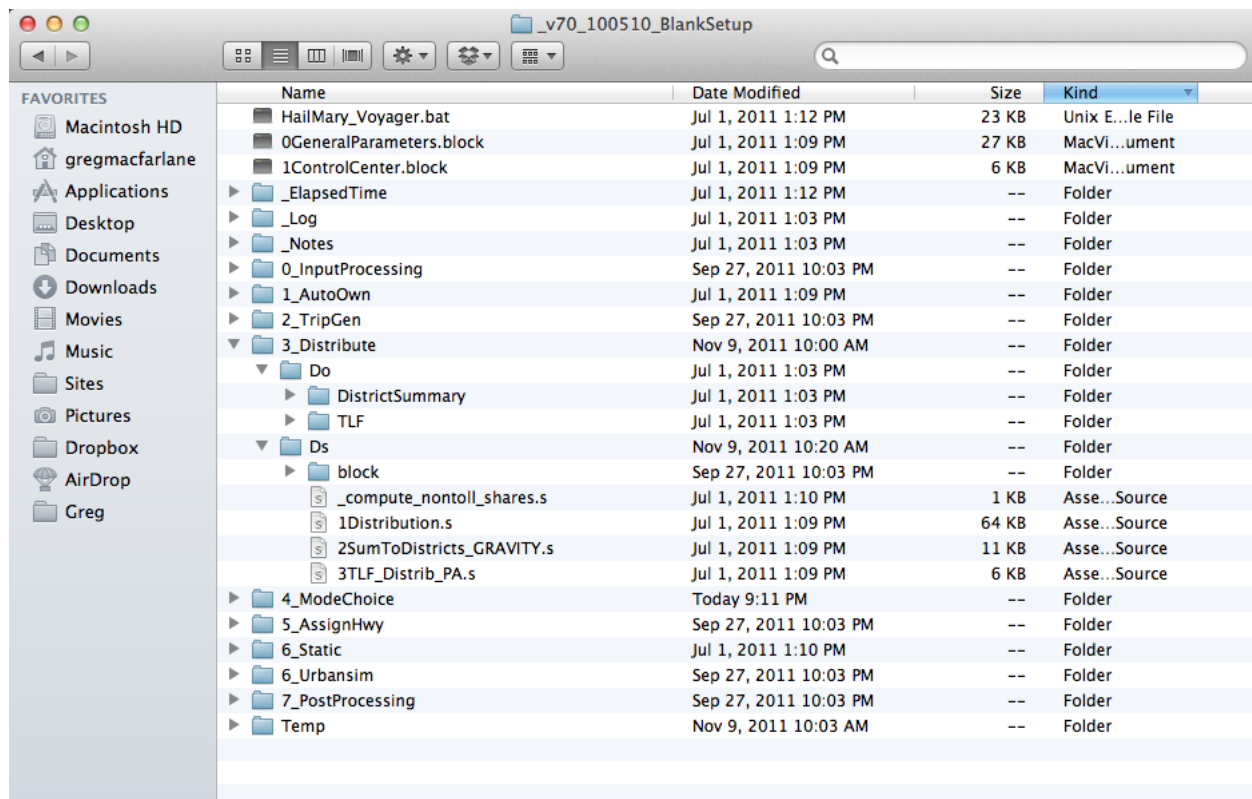 _v70_100510_BlankSetup
FAVORITES
Macintosh HD
gregmacfarlane
Applications
Desktop
Documents
Downloads
Movies
Music
Sites
Pictures
Dropbox
AirDrop
Greg
Name Date Modified Size Kind
HailMary_Voyager.bat Jul 1, 2011 1:12 PM 23 KB Unix E...le File
0GeneralParameters.block Jul 1, 2011 1:09 PM 27 KB MacVi...ument
1ControlCenter.block Jul 1, 2011 1:09 PM 6 KB MacVi...ument
_ElapsedTime Jul 1, 2011 1:12 PM -- Folder
_Log Jul 1, 2011 1:03 PM -- Folder
_Notes Jul 1, 2011 1:03 PM -- Folder
0_InputProcessing Sep 27, 2011 10:03 PM -- Folder
1_AutoOwn Jul 1, 2011 1:09 PM -- Folder
2_TripGen Sep 27, 2011 10:03 PM -- Folder
3_Distribute Nov 9, 2011 10:00 AM -- Folder
Do Jul 1, 2011 1:03 PM -- Folder
DistrictSummary Jul 1, 2011 1:03 PM -- Folder
TLF Jul 1, 2011 1:03 PM -- Folder
Ds Nov 9, 2011 10:20 AM -- Folder
block Sep 27, 2011 10:03 PM -- Folder
_compute_nontoll_shares.s Jul 1, 2011 1:10 PM 1 KB Asse...Source
1Distribution.s Jul 1, 2011 1:09 PM 64 KB Asse...Source
2SumToDistricts_GRAVITY.s Jul 1, 2011 1:09 PM 11 KB Asse...Source
3TLF_Distrib_PA.s Jul 1, 2011 1:09 PM 6 KB Asse...Source
4_ModeChoice Today 9:11 PM -- Folder
5_AssignHwy Sep 27, 2011 10:03 PM -- Folder
6_Static Jul 1, 2011 1:10 PM -- Folder
6_Urbansim Sep 27, 2011 10:03 PM -- Folder
7_PostProcessing Sep 27, 2011 10:03 PM -- Folder
Temp Nov 9, 2011 10:03 AM -- Folder